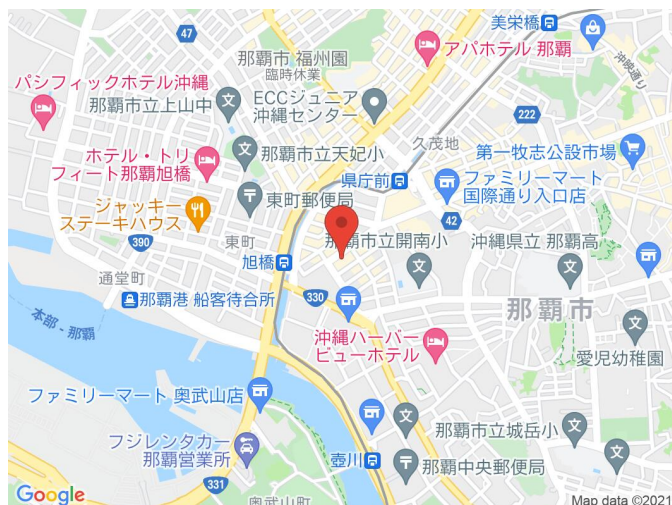 美栄橋
47
那覇市 福州園
臨時休業
アパホテル 那覇
沖映通り
パシフィックホテル沖縄
那覇市立上山中
ECCジュニア
沖縄センター
222
久茂地
第一牧志公設市場
ホテル・トリ
フィート那覇旭橋
那覇市立天妃小
県庁前
ファミリーマート
国際通り入口店
東町郵便局
ジャッキー
ステーキハウス
42
390
東町
那覇市立開南小
沖縄県立 那覇高
旭橋
通堂町
那覇港 船客待合所
330
那覇市
本部 - 那覇
沖縄ハーバー
ビューホテル
愛児幼稚園
ファミリーマート 奥武山店
フジレンタカー
那覇営業所
那覇市立城岳小
壺川
那覇中央郵便局
331
奥武山町
Google
Map data ©2021